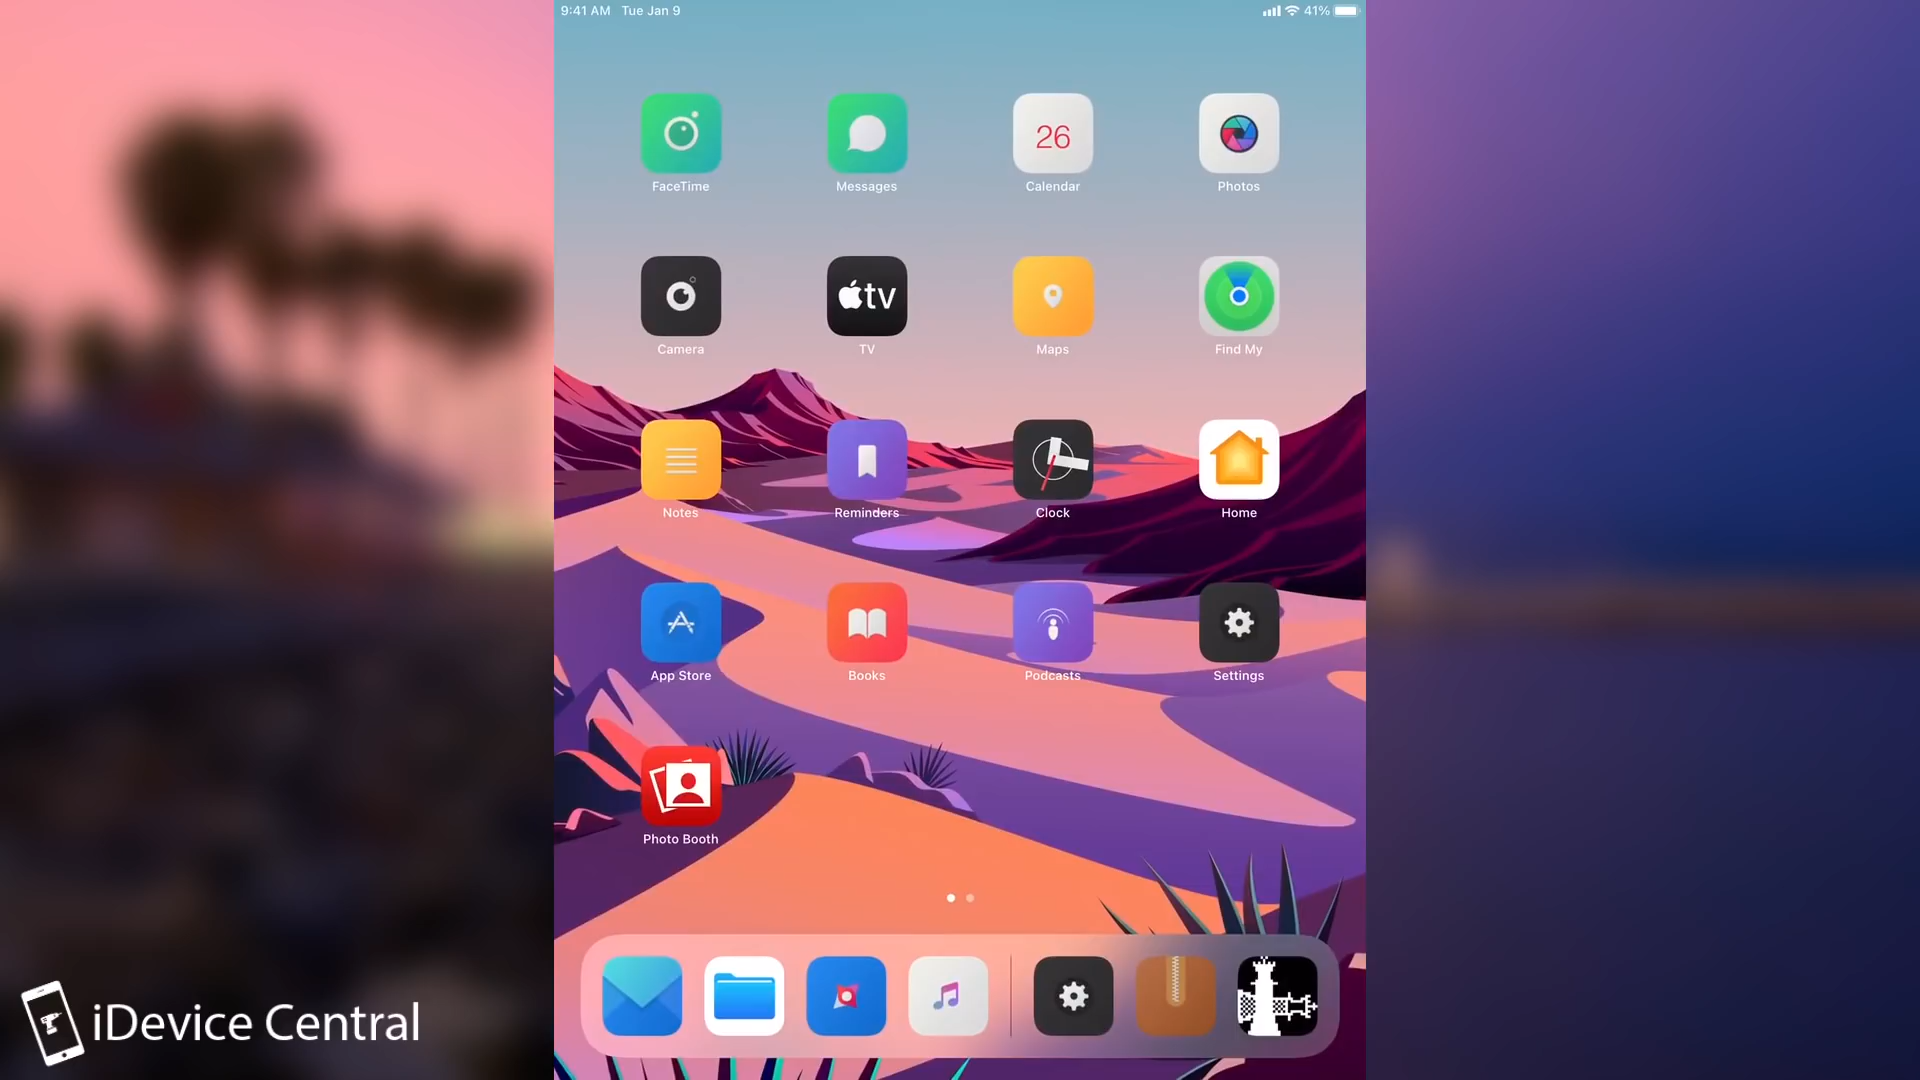 9:41 AM Tue Jan 9 41%
26
FaceTime Messages Calendar Photos
tv
Camera TV Maps Find My
Notes Reminders Clock Home
App Store Books Podcasts Settings
Photo Booth
iDevice Central